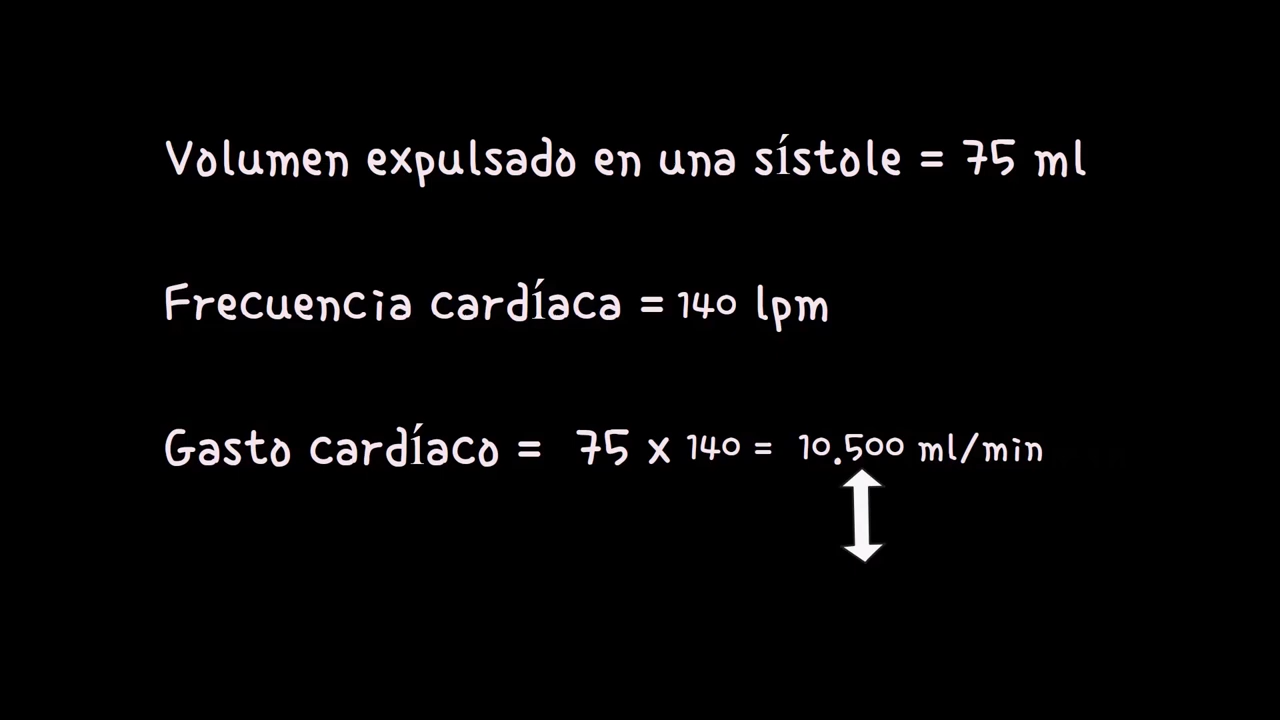 Volumen expulsado en una sístole = 75 ml
Frecuencia cardíaca = 140 lpm
Gasto cardíaco = 75 x 140 = 10.500 ml/min